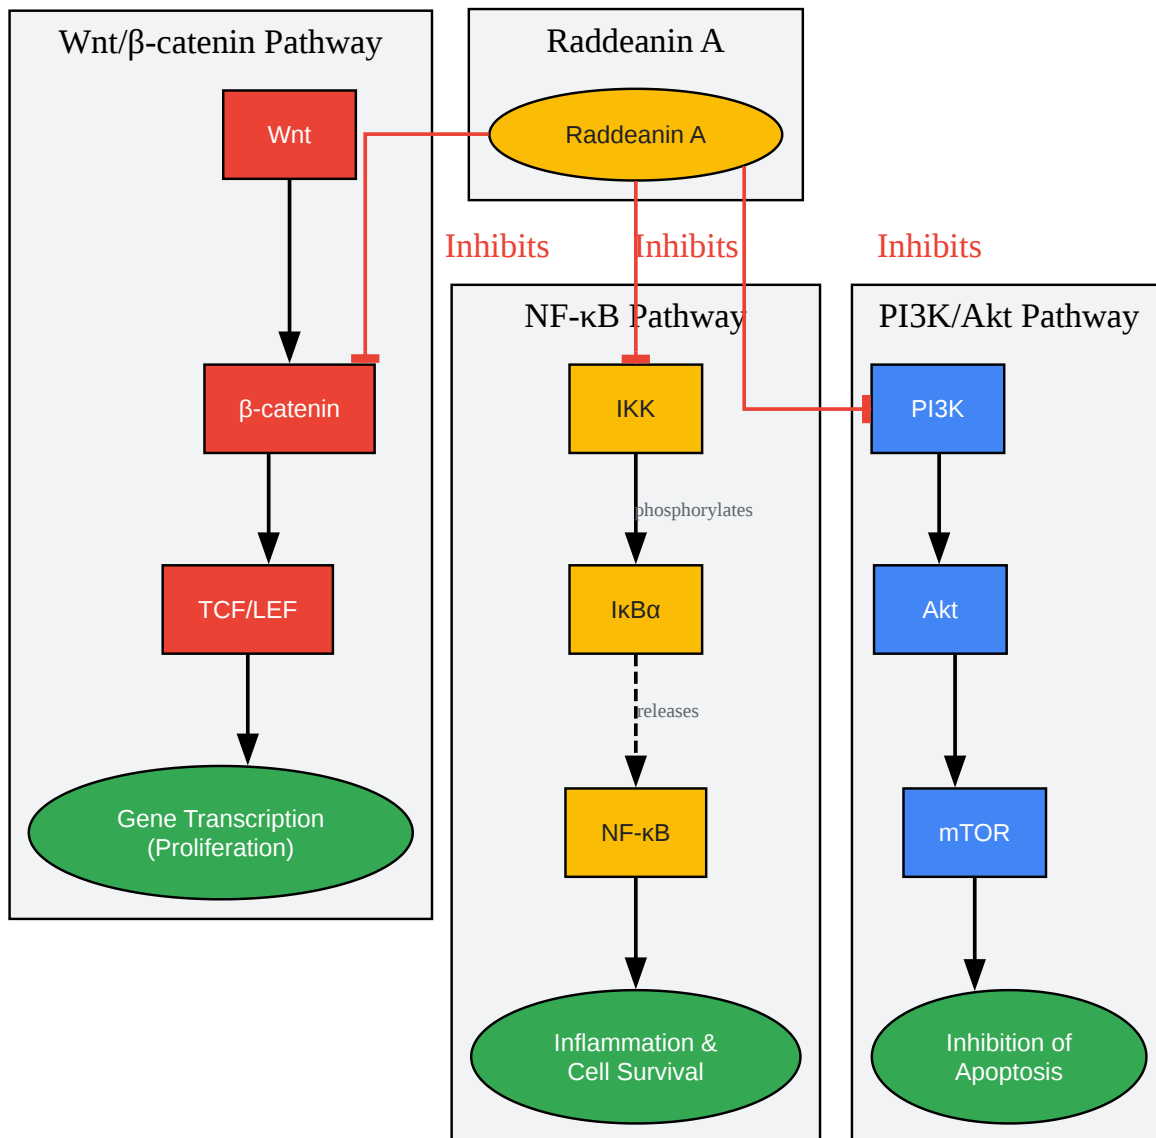 Wnt/β-catenin Pathway
Wnt
β-catenin
TCF/LEF
Gene Transcription
(Proliferation)
Raddeanin A
Raddeanin A
Inhibits
Inhibits
Inhibits
NF-κB Pathway
IKK
phosphorylates
IκBα
releases
NF-κB
Inflammation &
Cell Survival
PI3K/Akt Pathway
PI3K
Akt
mTOR
Inhibition of
Apoptosis